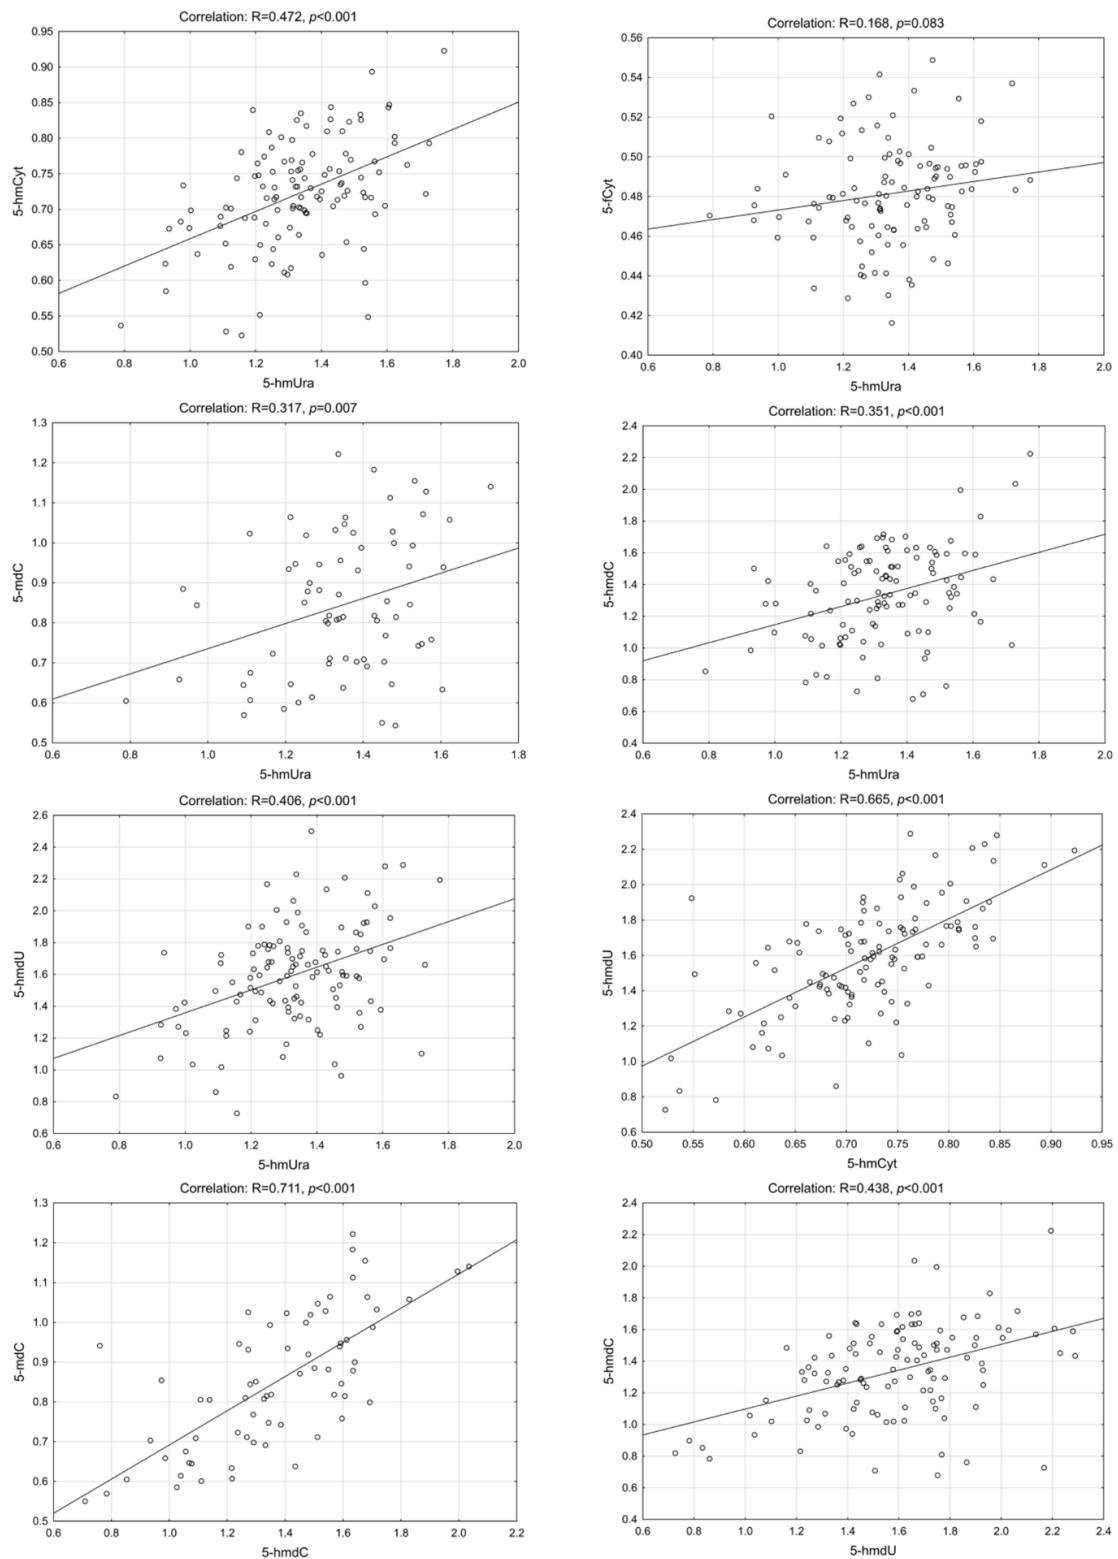 Correlation: R=0.472, p<0.001
0.95
0.90
0.85
0.80
0.75
0.70
0.65
0.60
0.55
0.50
5-hmCyt
0.6 0.8 1.0 1.2 1.4 1.6 1.8 2.0
5-hmUra
Correlation: R=0.168, p=0.083
0.56
0.54
0.52
0.50
0.48
0.46
0.44
0.42
0.40
5-fCyt
0.6 0.8 1.0 1.2 1.4 1.6 1.8 2.0
5-hmUra
Correlation: R=0.317, p=0.007
1.3
1.2
1.1
1.0
0.9
0.8
0.7
0.6
0.5
5-mdC
0.6 0.8 1.0 1.2 1.4 1.6 1.8
5-hmUra
Correlation: R=0.351, p<0.001
2.4
2.2
2.0
1.8
1.6
1.4
1.2
1.0
0.8
0.6
0.4
5-hmdC
0.6 0.8 1.0 1.2 1.4 1.6 1.8 2.0
5-hmUra
Correlation: R=0.406, p<0.001
2.6
2.4
2.2
2.0
1.8
1.6
1.4
1.2
1.0
0.8
0.6
5-hmdU
0.6 0.8 1.0 1.2 1.4 1.6 1.8 2.0
5-hmUra
Correlation: R=0.665, p<0.001
2.4
2.2
2.0
1.8
1.6
1.4
1.2
1.0
0.8
0.6
5-hmdU
0.50 0.55 0.60 0.65 0.70 0.75 0.80 0.85 0.90 0.95
5-hmCyt
Correlation: R=0.711, p<0.001
1.3
1.2
1.1
1.0
0.9
0.8
0.7
0.6
0.5
5-mdC
0.6 0.8 1.0 1.2 1.4 1.6 1.8 2.0 2.2
5-hmdC
Correlation: R=0.438, p<0.001
2.4
2.2
2.0
1.8
1.6
1.4
1.2
1.0
0.8
0.6
0.4
5-hmdC
0.6 0.8 1.0 1.2 1.4 1.6 1.8 2.0 2.2 2.4
5-hmdU